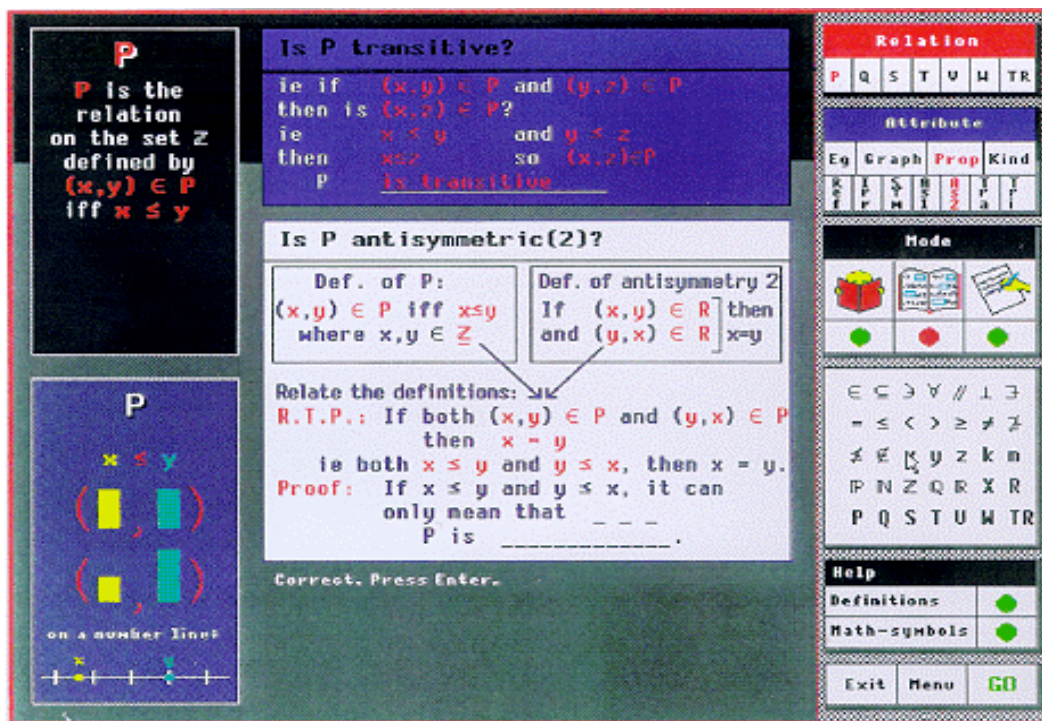 P
P is the
relation
on the set Z
defined by
(x,y) ∈ P
iff x ≤ y
P
x ≤ y
( , )
( , )
on a number line:
x y
Is P transitive?
ie if (x,y) ∈ P and (y,z) ∈ P
then is (x,z) ∈ P?
ie x ≤ y and y ≤ z
then x≤z so (x,z)∈P
P is transitive
Is P antisymmetric(2)?
Def. of P:
(x,y) ∈ P iff x≤y
where x,y ∈ Z
Def. of antisymmetry 2
If (x,y) ∈ R then
and (y,x) ∈ R x=y
Relate the definitions:
R.T.P.: If both (x,y) ∈ P and (y,x) ∈ P
then x = y
ie both x ≤ y and y ≤ x, then x = y.
Proof: If x ≤ y and y ≤ x, it can
only mean that _ _ _
P is _____________.
Correct. Press Enter.
Relation
P Q S T V W TR
Attribute
Eg Graph Prop Kind
Mode
∈ ⊆ ∋ ∀ // ⊥ ∃
= ≤ < > ≥ ≠
y z k n
P N Z Q R X R
P Q S T U W TR
Help
Definitions
Math-symbols
Exit Menu GO